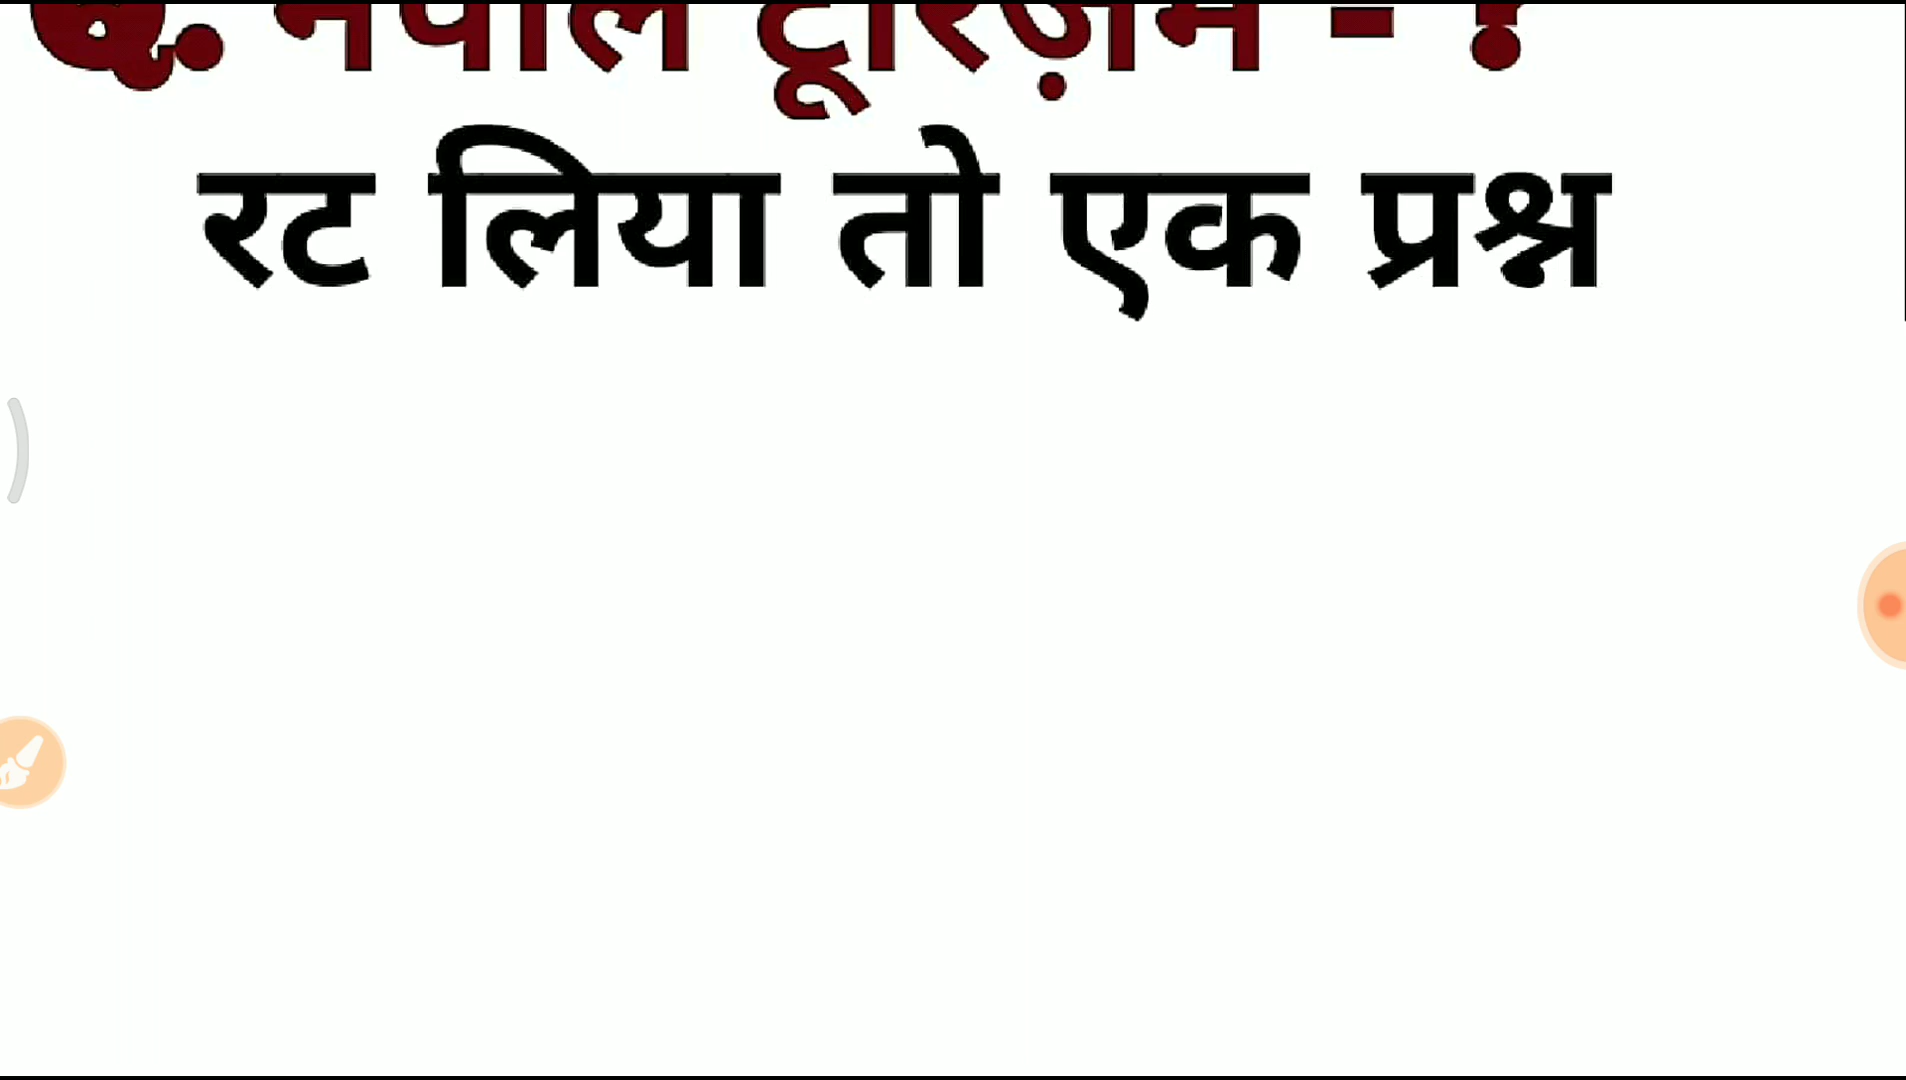 Q. नेपाल टूरिज़्म - ?
रट लिया तो एक प्रश्न